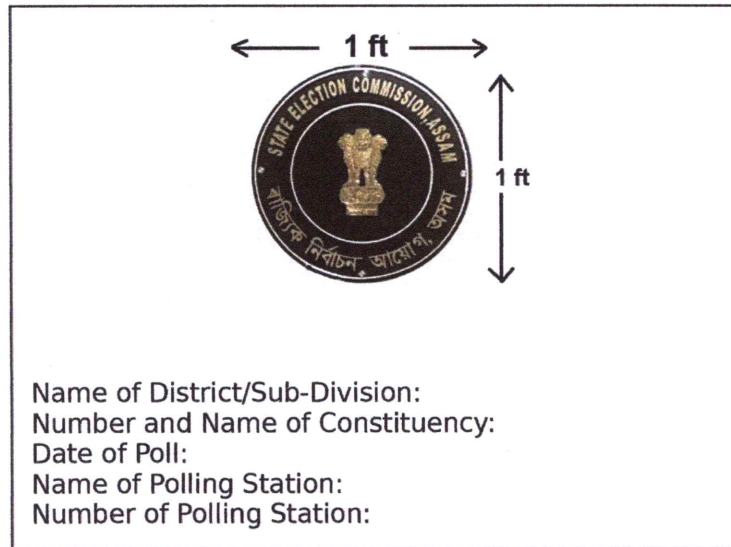 1 ft
STATE ELECTION COMMISSION, ASSAM
1 ft
ৰাজ্যিক নিৰ্বাচন আয়োগ, অসম
Name of District/Sub-Division:
Number and Name of Constituency:
Date of Poll:
Name of Polling Station:
Number of Polling Station: